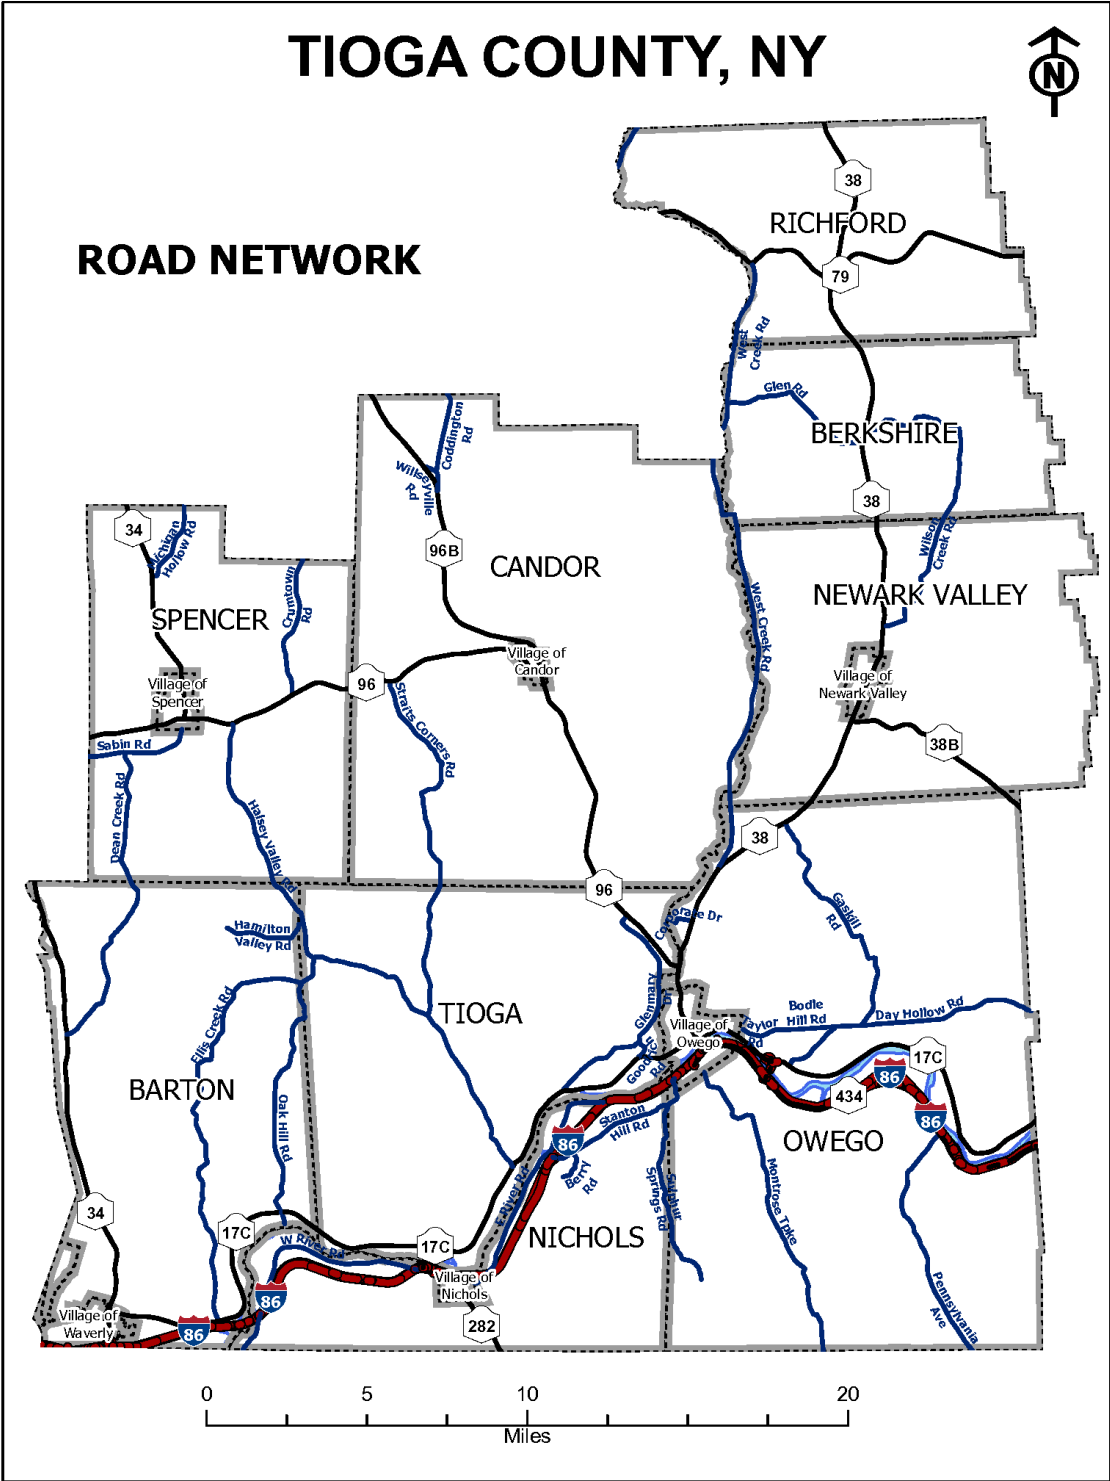 TIOGA COUNTY, NY
N
ROAD NETWORK
38
RICHFORD
79
West
Creek Rd
Glen Rd
BERKSHIRE
38
Coddington
Rd
Willseyville
Rd
96B
CANDOR
34
Michigan
Hollow Rd
Crumtown
Rd
SPENCER
Wilson
Creek Rd
NEWARK VALLEY
West Creek Rd
Village of
Candor
96
Village of
Spencer
Straits Corners Rd
Village of
Newark Valley
38B
Sabin Rd
Dean Creek Rd
Halsey Valley Rd
38
96
Gaskill
Rd
Corporate Dr
Hamilton
Valley Rd
Glenmary
Dr
Ellis Creek Rd
TIOGA
Village of
Owego
Taylor
Rd
Bodle
Hill Rd
Day Hollow Rd
Goodrich
Rd
17C
86
434
86
BARTON
Oak Hill Rd
Stanton
Hill Rd
86
Berry
Rd
OWEGO
E River Rd
Sulphur
Springs Rd
Montrose Tpke
34
17C
W River Rd
17C
NICHOLS
Village of
Nichols
86
282
Pennsylvania
Ave
Village of
Waverly
86
0 5 10 20
Miles